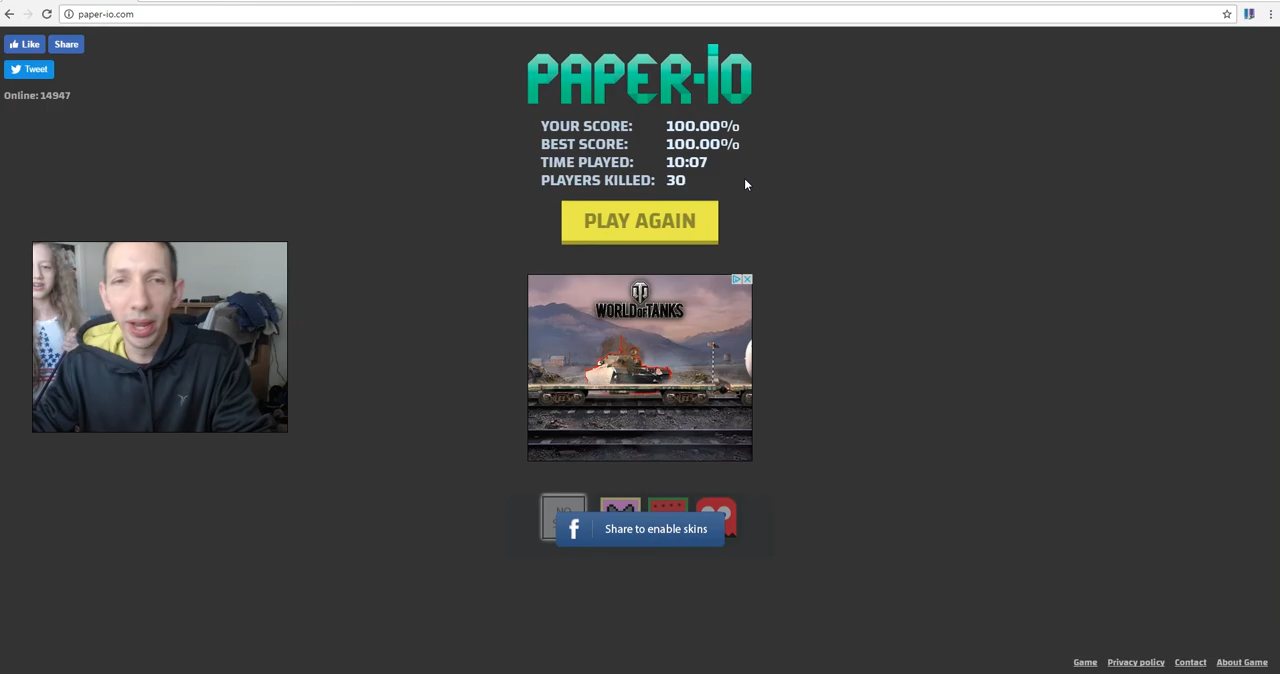 paper-io.com
Like Share
Tweet
Online: 14947
PAPER-IO
YOUR SCORE: 100.00%
BEST SCORE: 100.00%
TIME PLAYED: 10:07
PLAYERS KILLED: 30
PLAY AGAIN
WORLD OF TANKS
NO
Share to enable skins
Game Privacy policy Contact About Game